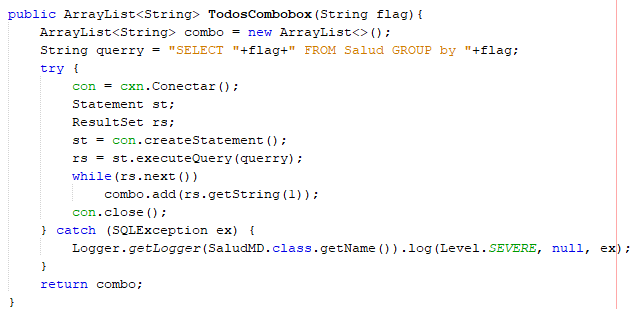 public ArrayList<String> TodosCombobox(String flag){
ArrayList<String> combo = new ArrayList<>();
String querry = "SELECT "+flag+" FROM Salud GROUP by "+flag;
try {
con = cxn.Conectar();
Statement st;
ResultSet rs;
st = con.createStatement();
rs = st.executeQuery(querry);
while(rs.next())
combo.add(rs.getString(1));
con.close();
} catch (SQLException ex) {
Logger.getLogger(SaludMD.class.getName()).log(Level.SEVERE, null, ex);
}
return combo;
}